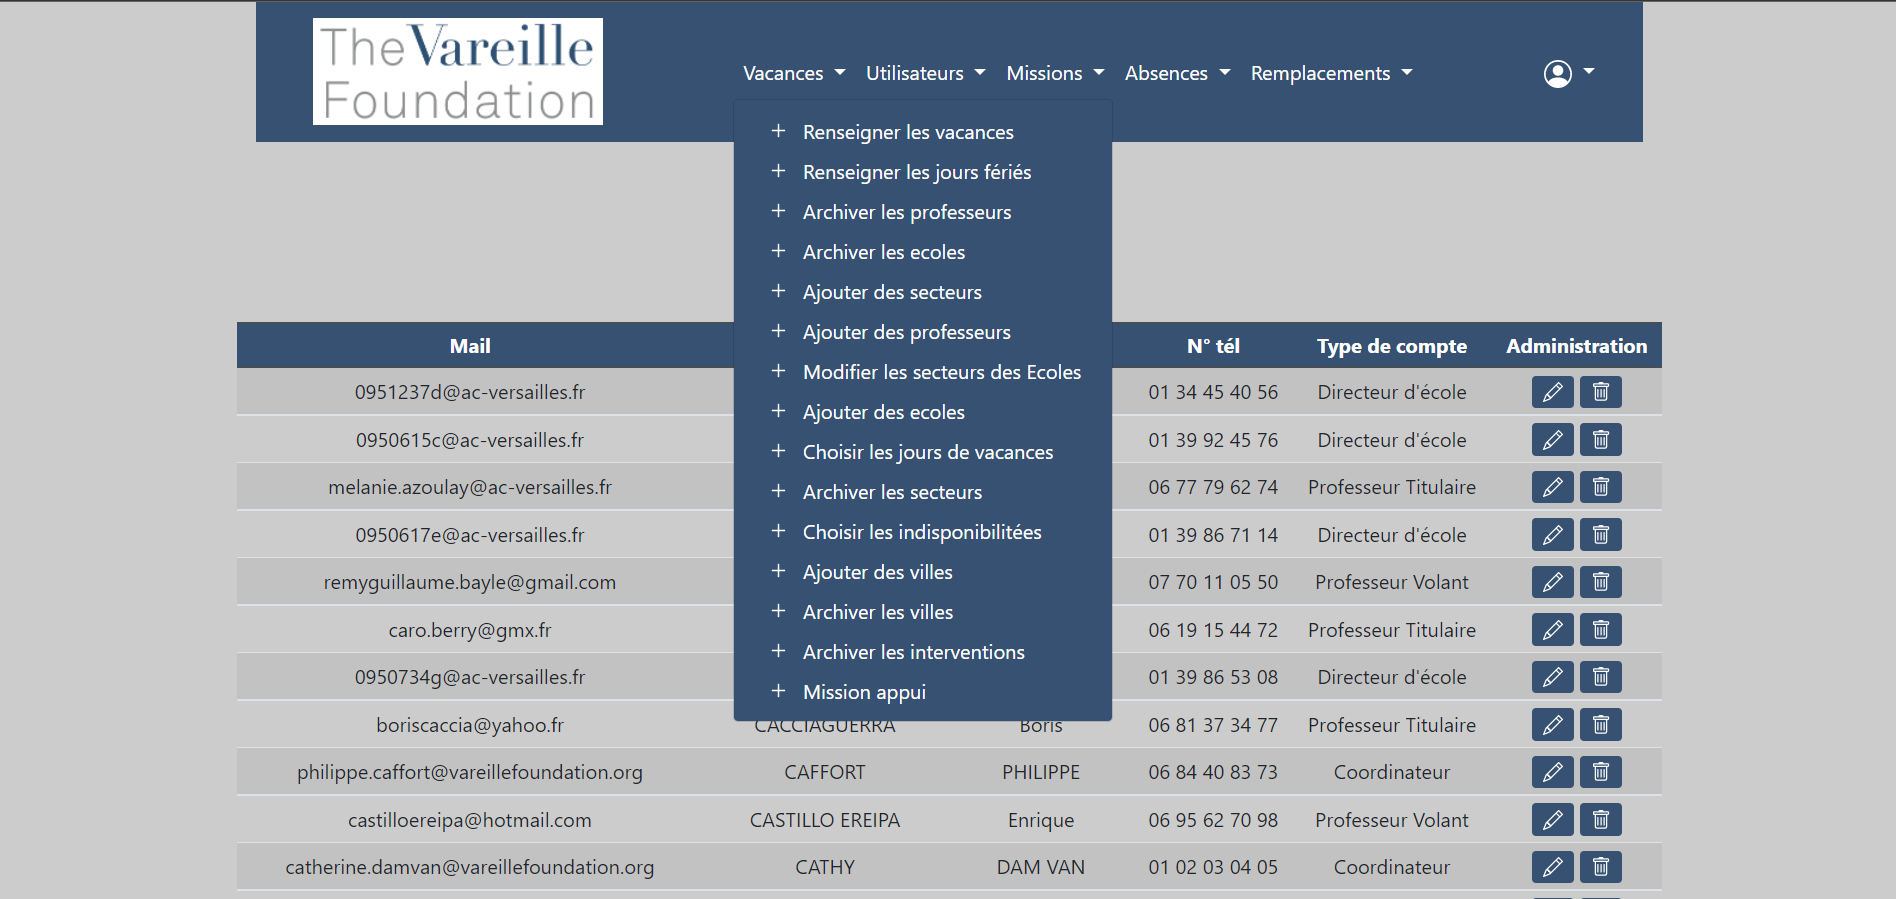 The Vareille
Foundation
Vacances Utilisateurs Missions Absences Remplacements
Renseigner les vacances
Renseigner les jours fériés
Archiver les professeurs
Archiver les ecoles
Ajouter des secteurs
Ajouter des professeurs
Modifier les secteurs des Ecoles
Ajouter des ecoles
Choisir les jours de vacances
Archiver les secteurs
Choisir les indisponibilitées
Ajouter des villes
Archiver les villes
Archiver les interventions
Mission appui
Mail N° tél Type de compte Administration
0951237d@ac-versailles.fr 01 34 45 40 56 Directeur d'école
0950615c@ac-versailles.fr 01 39 92 45 76 Directeur d'école
melanie.azoulay@ac-versailles.fr 06 77 79 62 74 Professeur Titulaire
0950617e@ac-versailles.fr 01 39 86 71 14 Directeur d'école
remyguillaume.bayle@gmail.com 07 70 11 05 50 Professeur Volant
caro.berry@gmx.fr 06 19 15 44 72 Professeur Titulaire
0950734g@ac-versailles.fr 01 39 86 53 08 Directeur d'école
boriscaccia@yahoo.fr CACCIAGUERRA Boris 06 81 37 34 77 Professeur Titulaire
philippe.caffort@vareillefoundation.org CAFFORT PHILIPPE 06 84 40 83 73 Coordinateur
castilloereipa@hotmail.com CASTILLO EREIPA Enrique 06 95 62 70 98 Professeur Volant
catherine.damvan@vareillefoundation.org CATHY DAM VAN 01 02 03 04 05 Coordinateur